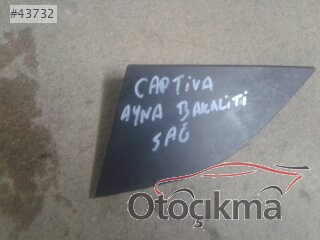 #43732
CAPTiVA
AYNA BAKALiTi
SAĞ
Otoçıkma